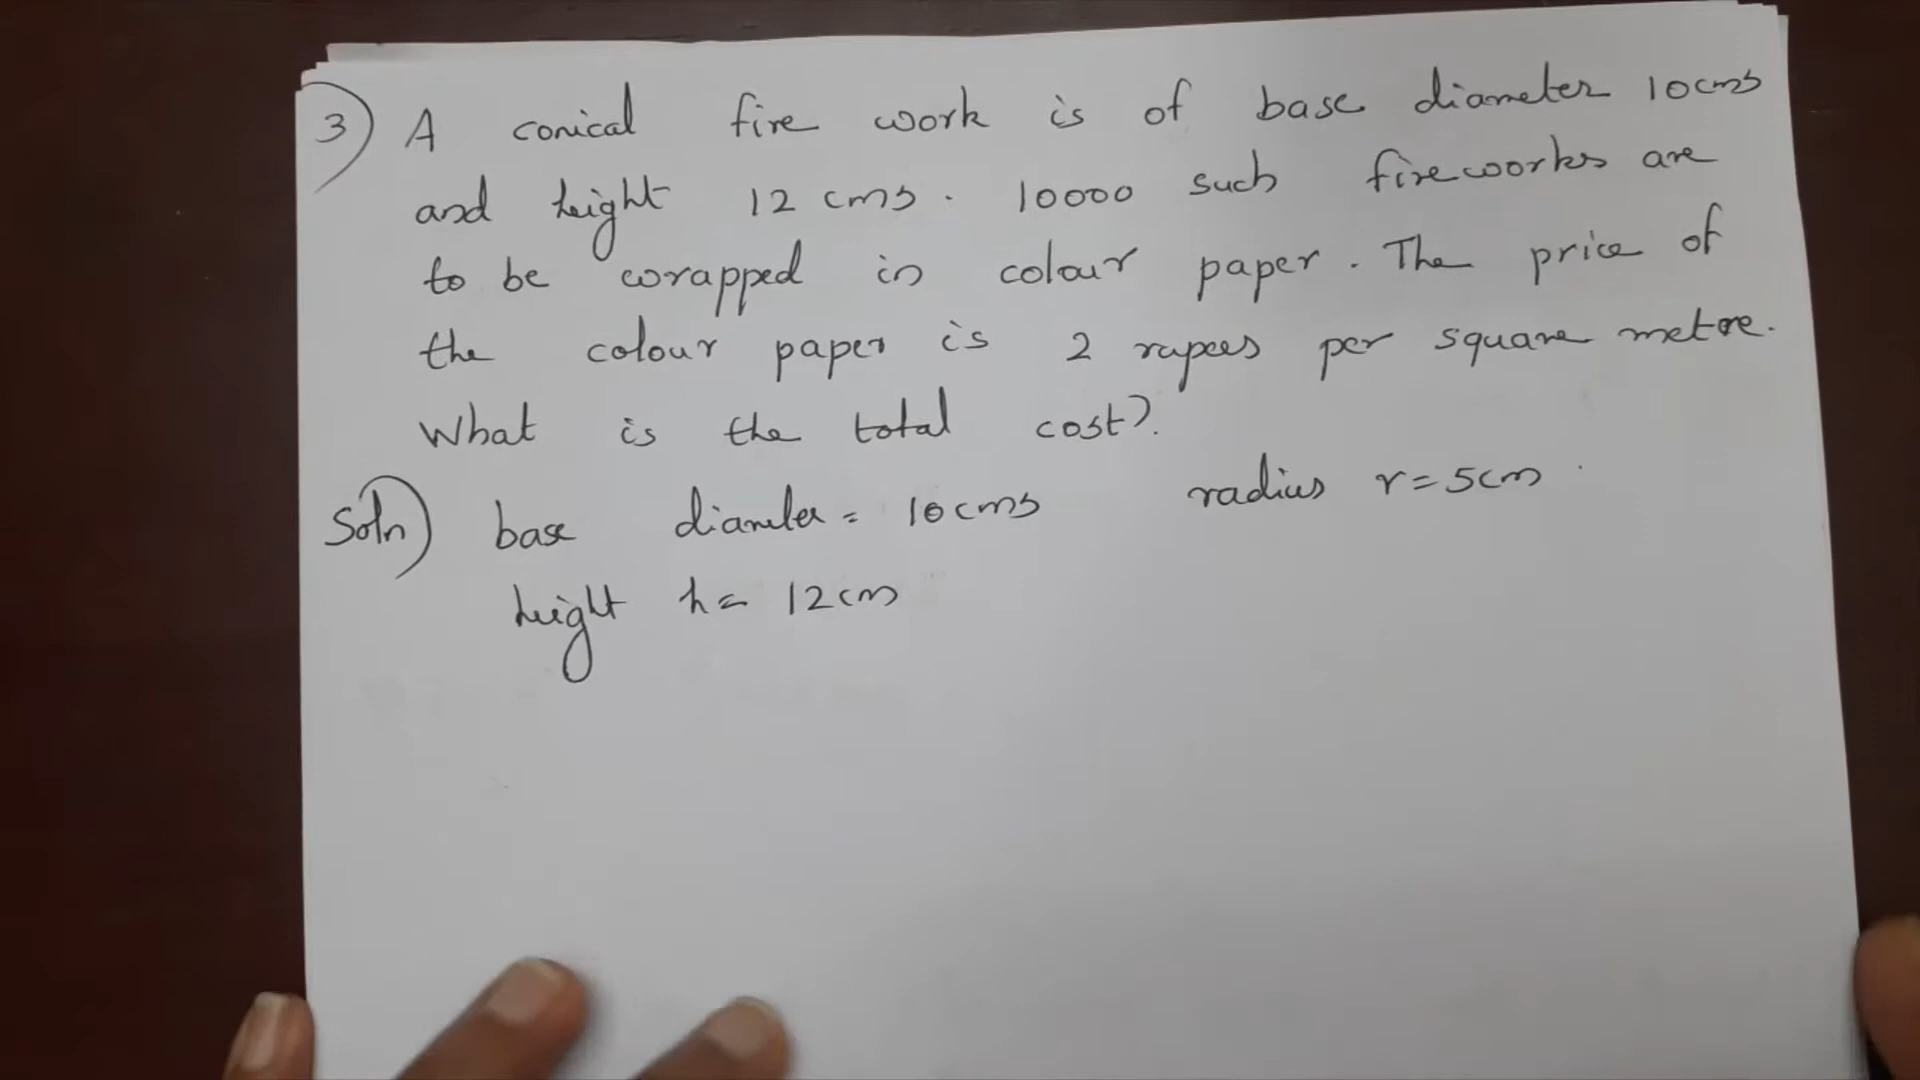 3) A conical fire work is of base diameter 10cms
and height 12 cms. 10000 such fireworks are
to be wrapped in colour paper. The price of
the colour paper is 2 rupees per square metre.
What is the total cost?
Soln) base diameter = 10cms radius r=5cm
height h= 12cm